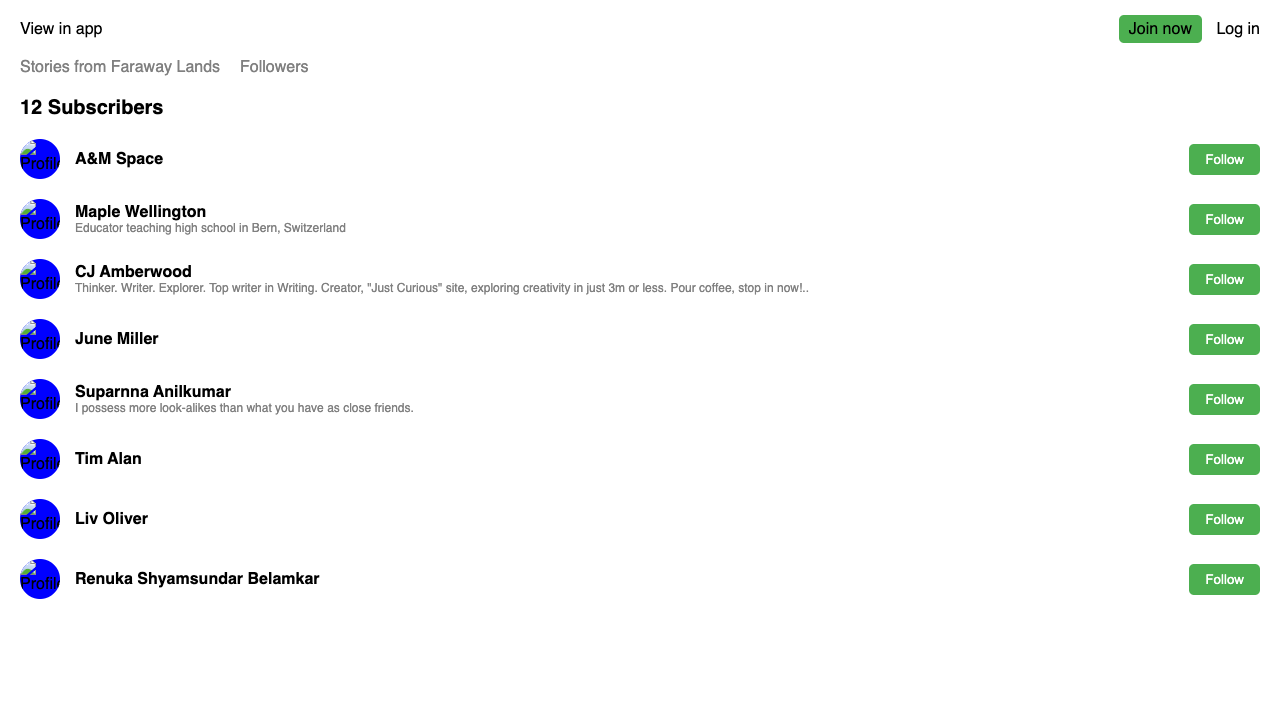 View in app
Join now
Log in
Stories from Faraway Lands
Followers
12 Subscribers
Profil
A&M Space
Follow
Profil
Maple Wellington
Educator teaching high school in Bern, Switzerland
Follow
Profil
CJ Amberwood
Thinker. Writer. Explorer. Top writer in Writing. Creator, "Just Curious" site, exploring creativity in just 3m or less. Pour coffee, stop in now!..
Follow
Profil
June Miller
Follow
Profil
Suparnna Anilkumar
I possess more look-alikes than what you have as close friends.
Follow
Profil
Tim Alan
Follow
Profil
Liv Oliver
Follow
Profil
Renuka Shyamsundar Belamkar
Follow